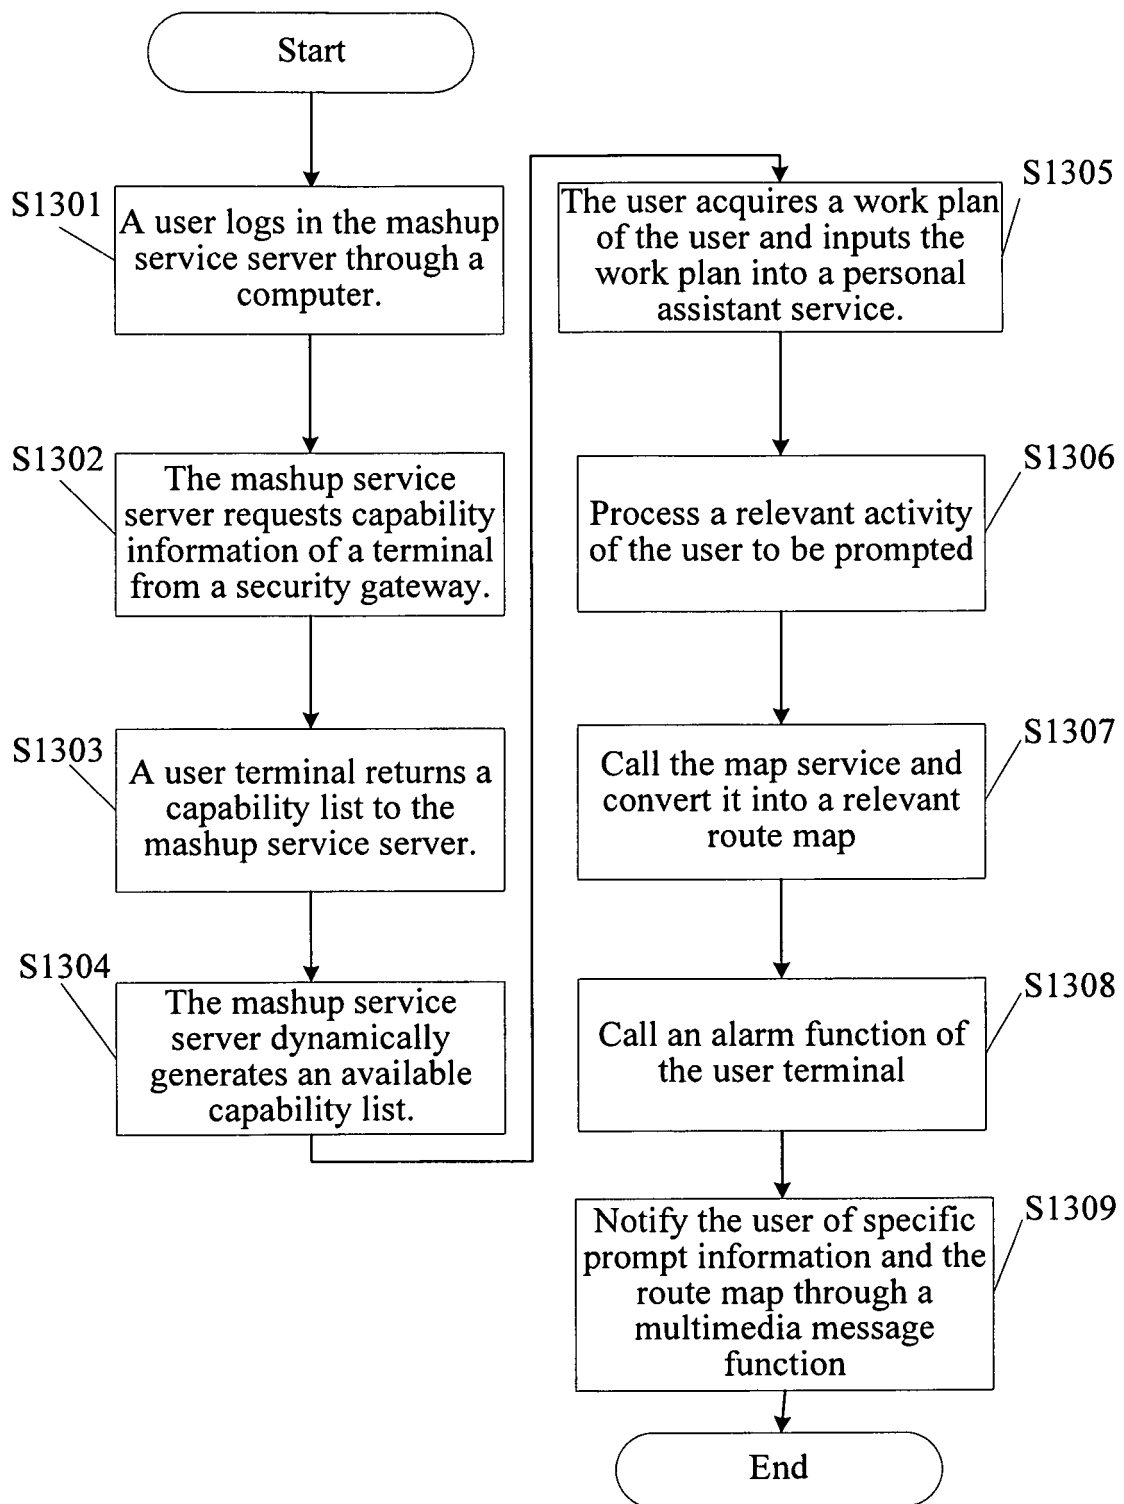 Start
S1301
A user logs in the mashup
service server through a
computer.
S1302
The mashup service
server requests capability
information of a terminal
from a security gateway.
S1303
A user terminal returns a
capability list to the
mashup service server.
S1304
The mashup service
server dynamically
generates an available
capability list.
S1305
The user acquires a work plan
of the user and inputs the
work plan into a personal
assistant service.
S1306
Process a relevant activity
of the user to be prompted
S1307
Call the map service and
convert it into a relevant
route map
S1308
Call an alarm function of
the user terminal
S1309
Notify the user of specific
prompt information and the
route map through a
multimedia message
function
End